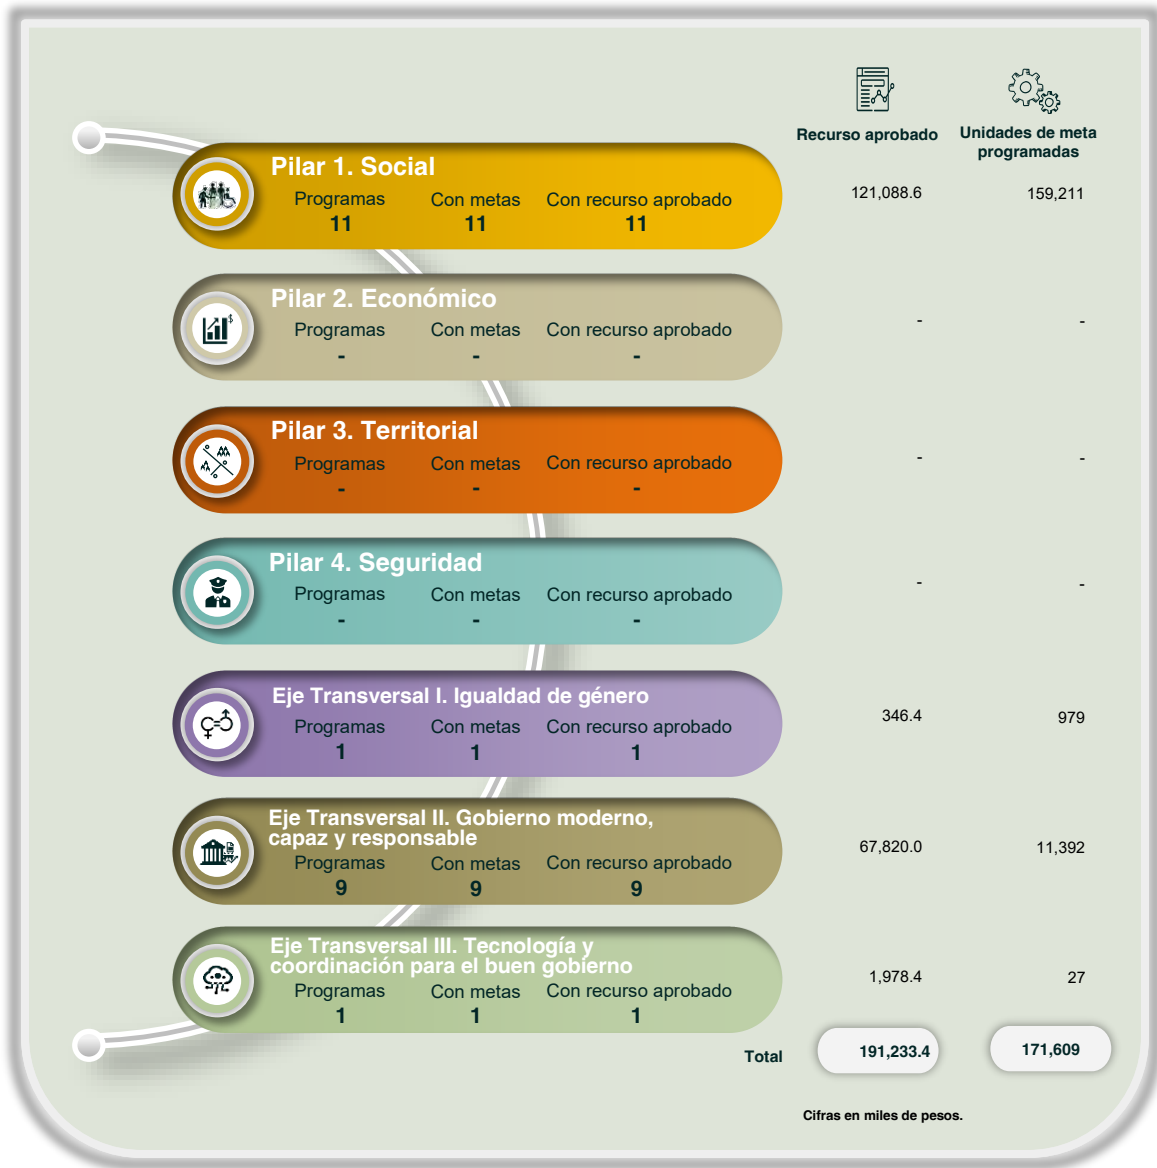 Recurso aprobado
Unidades de meta
programadas
Pilar 1. Social
Programas Con metas Con recurso aprobado
11 11 11
121,088.6 159,211
Pilar 2. Económico
Programas Con metas Con recurso aprobado
- - -
- -
Pilar 3. Territorial
Programas Con metas Con recurso aprobado
- - -
- -
Pilar 4. Seguridad
Programas Con metas Con recurso aprobado
- - -
- -
Eje Transversal I. Igualdad de género
Programas Con metas Con recurso aprobado
1 1 1
346.4 979
Eje Transversal II. Gobierno moderno,
capaz y responsable
Programas Con metas Con recurso aprobado
9 9 9
67,820.0 11,392
Eje Transversal III. Tecnología y
coordinación para el buen gobierno
Programas Con metas Con recurso aprobado
1 1 1
1,978.4 27
Total 191,233.4 171,609
Cifras en miles de pesos.